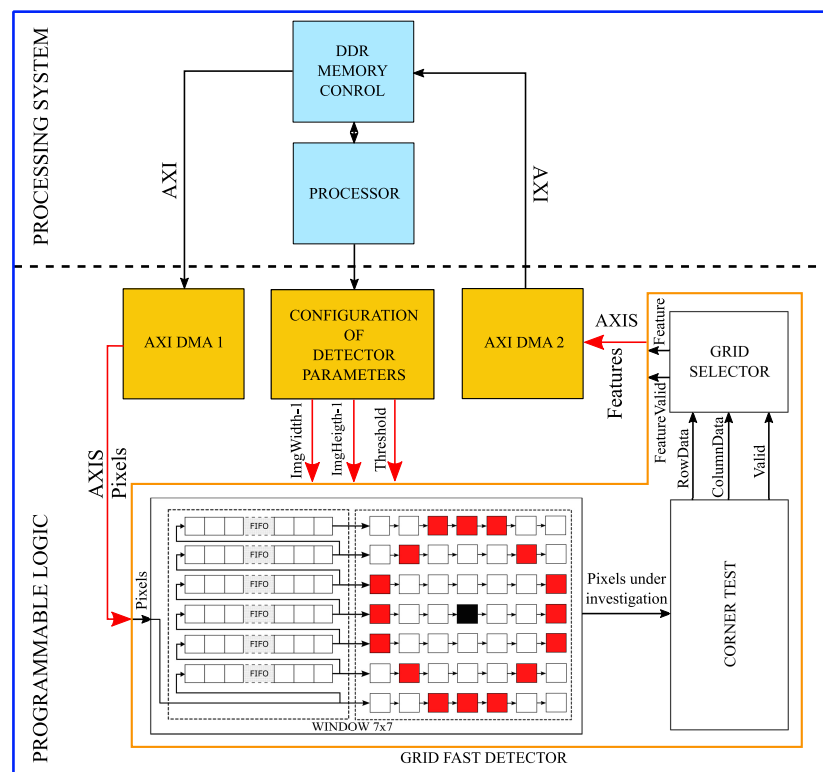 PROCESSING SYSTEM
DDR
MEMORY
CONROL
AXI
AXI
PROCESSOR
AXI DMA 1
CONFIGURATION
OF
DETECTOR
PARAMETERS
AXI DMA 2
AXIS
Features
Feature
FeatureValid
GRID
SELECTOR
AXIS
Pixels
ImgWidth-1
ImgHeigth-1
Threshold
RowData
ColumnData
Valid
PROGRAMMABLE LOGIC
Pixels
FIFO
FIFO
FIFO
FIFO
FIFO
FIFO
Pixels under
investigation
CORNER TEST
WINDOW 7x7
GRID FAST DETECTOR